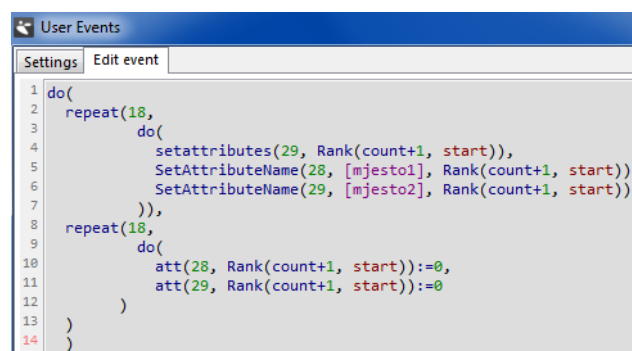 User Events
Settings Edit event
1 do(
2 repeat(18,
3 do(
4 setattributes(29, Rank(count+1, start)),
5 SetAttributeName(28, [mjesto1], Rank(count+1, start))
6 SetAttributeName(29, [mjesto2], Rank(count+1, start))
7 )),
8 repeat(18,
9 do(
10 att(28, Rank(count+1, start)):=0,
11 att(29, Rank(count+1, start)):=0
12 )
13 )
14 )